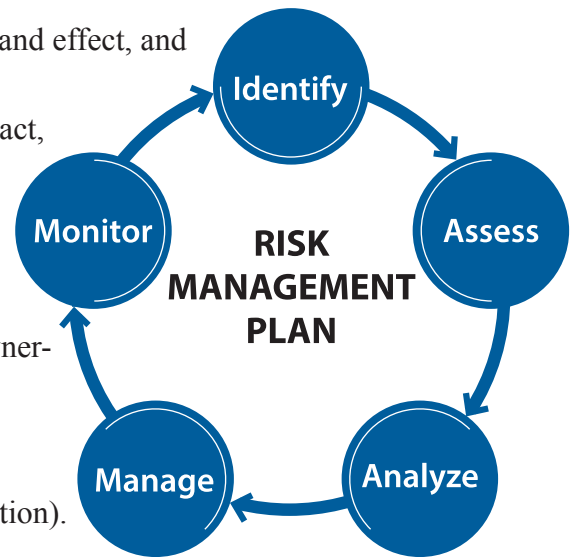 and effect, and
act,
ner-
tion).
Identify
Assess
Analyze
Manage
Monitor
RISK
MANAGEMENT
PLAN